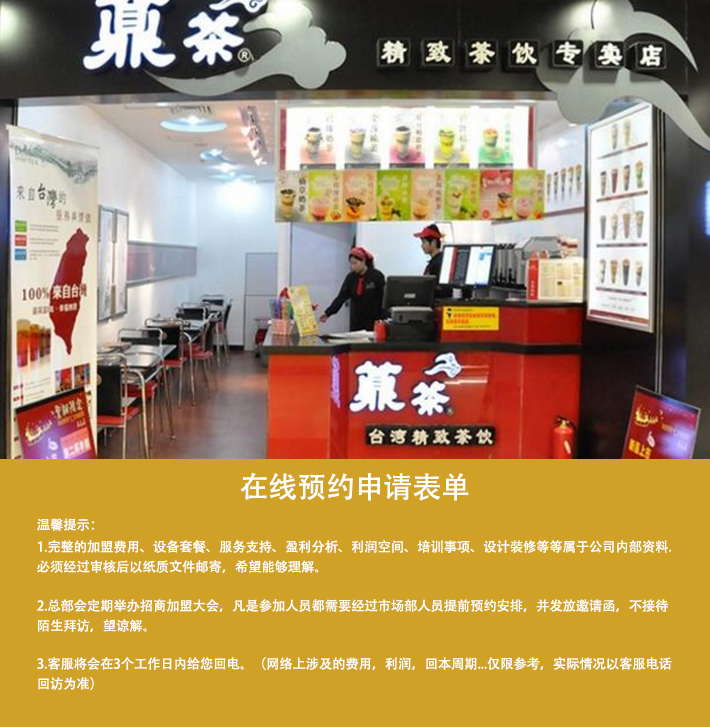 薡茶®
精致茶饮专卖店
来自台灣的
100%來自台灣
薡茶®
台湾精致茶饮
在线预约申请表单
温馨提示：
1.完整的加盟费用、设备套餐、服务支持、盈利分析、利润空间、培训事项、设计装修等等属于公司内部资料.
必须经过审核后以纸质文件邮寄，希望能够理解。
2.总部会定期举办招商加盟大会，凡是参加人员都需要经过市场部人员提前预约安排，并发放邀请函，不接待
陌生拜访，望谅解。
3.客服将会在3个工作日内给您回电。（网络上涉及的费用，利润，回本周期...仅限参考，实际情况以客服电话
回访为准）